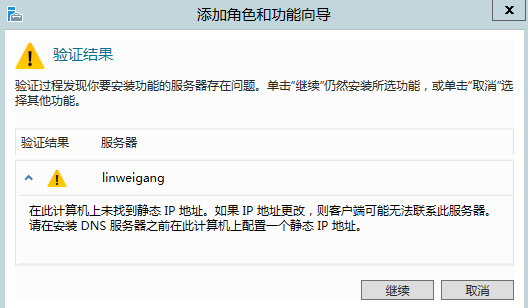 添加角色和功能向导
x
验证结果
验证过程发现你要安装功能的服务器存在问题。单击"继续"仍然安装所选功能，或单击"取消"选
择其他功能。
验证结果 服务器
linweigang
在此计算机上未找到静态 IP 地址。如果 IP 地址更改，则客户端可能无法联系此服务器。
请在安装 DNS 服务器之前在此计算机上配置一个静态 IP 地址。
继续 取消